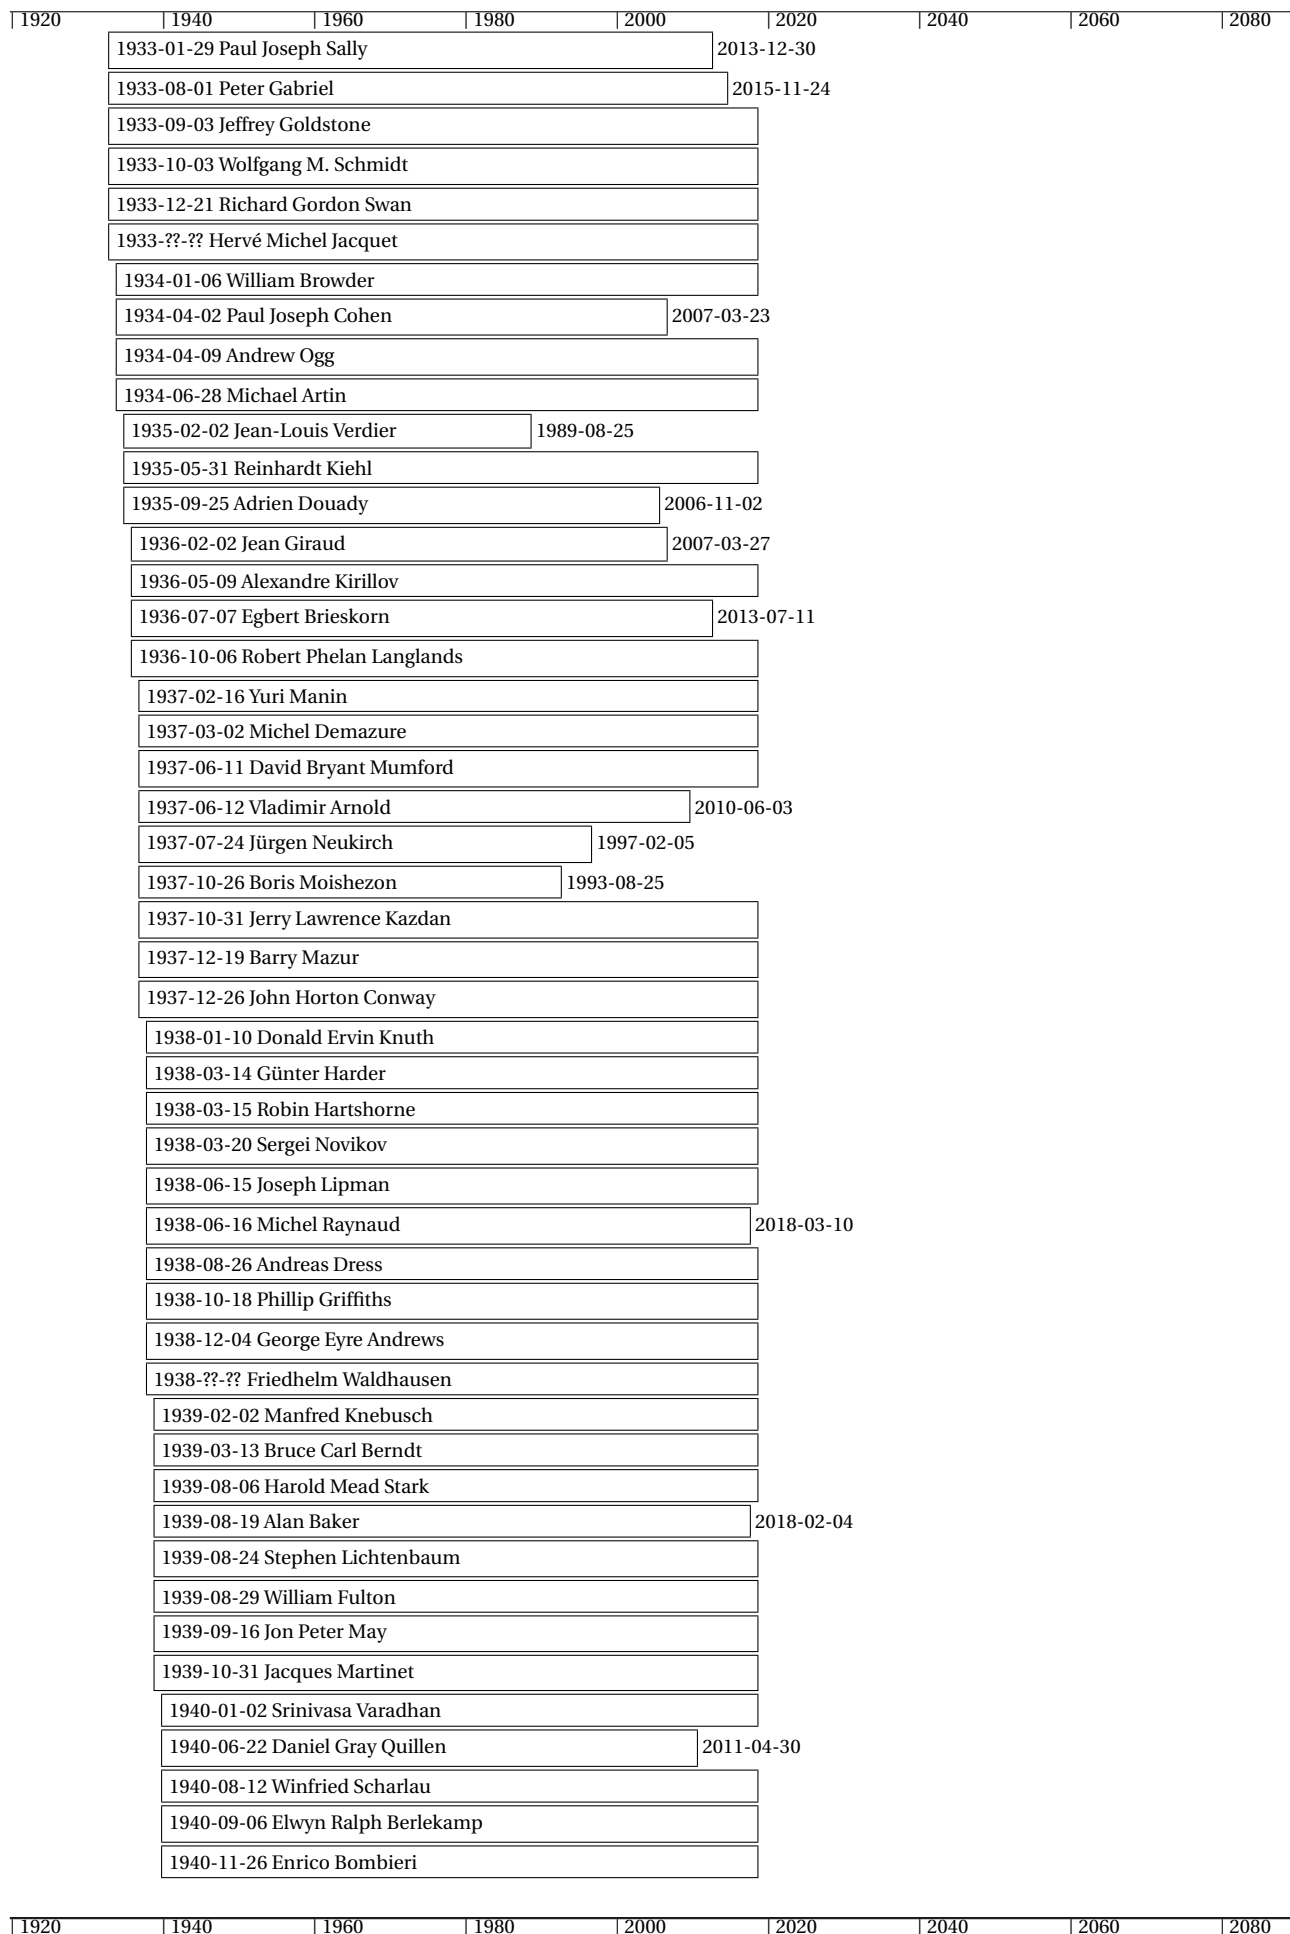 1920 1940 1960 1980 2000 2020 2040 2060 2080
1933-01-29 Paul Joseph Sally 2013-12-30
1933-08-01 Peter Gabriel 2015-11-24
1933-09-03 Jeffrey Goldstone
1933-10-03 Wolfgang M. Schmidt
1933-12-21 Richard Gordon Swan
1933-??-?? Hervé Michel Jacquet
1934-01-06 William Browder
1934-04-02 Paul Joseph Cohen 2007-03-23
1934-04-09 Andrew Ogg
1934-06-28 Michael Artin
1935-02-02 Jean-Louis Verdier 1989-08-25
1935-05-31 Reinhardt Kiehl
1935-09-25 Adrien Douady 2006-11-02
1936-02-02 Jean Giraud 2007-03-27
1936-05-09 Alexandre Kirillov
1936-07-07 Egbert Brieskorn 2013-07-11
1936-10-06 Robert Phelan Langlands
1937-02-16 Yuri Manin
1937-03-02 Michel Demazure
1937-06-11 David Bryant Mumford
1937-06-12 Vladimir Arnold 2010-06-03
1937-07-24 Jürgen Neukirch 1997-02-05
1937-10-26 Boris Moishezon 1993-08-25
1937-10-31 Jerry Lawrence Kazdan
1937-12-19 Barry Mazur
1937-12-26 John Horton Conway
1938-01-10 Donald Ervin Knuth
1938-03-14 Günter Harder
1938-03-15 Robin Hartshorne
1938-03-20 Sergei Novikov
1938-06-15 Joseph Lipman
1938-06-16 Michel Raynaud 2018-03-10
1938-08-26 Andreas Dress
1938-10-18 Phillip Griffiths
1938-12-04 George Eyre Andrews
1938-??-?? Friedhelm Waldhausen
1939-02-02 Manfred Knebusch
1939-03-13 Bruce Carl Berndt
1939-08-06 Harold Mead Stark
1939-08-19 Alan Baker 2018-02-04
1939-08-24 Stephen Lichtenbaum
1939-08-29 William Fulton
1939-09-16 Jon Peter May
1939-10-31 Jacques Martinet
1940-01-02 Srinivasa Varadhan
1940-06-22 Daniel Gray Quillen 2011-04-30
1940-08-12 Winfried Scharlau
1940-09-06 Elwyn Ralph Berlekamp
1940-11-26 Enrico Bombieri
1920 1940 1960 1980 2000 2020 2040 2060 2080